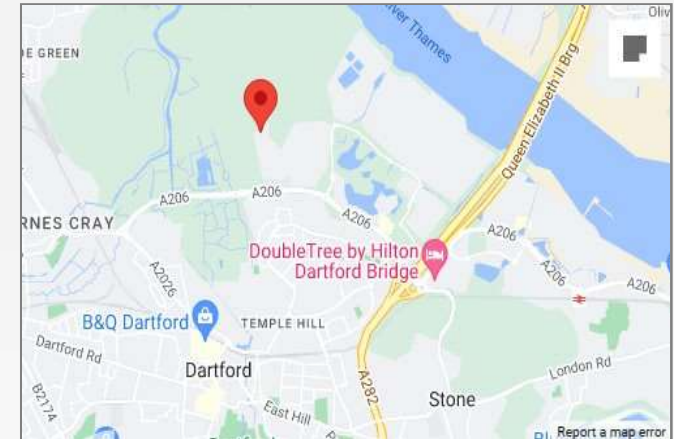 River Thames
Oliv
DE GREEN
Queen Elizabeth II Brg
A206
A206
RNES CRAY
A206
A206
DoubleTree by Hilton
Dartford Bridge
A206
A206
A2026
B&Q Dartford
TEMPLE HILL
Dartford Rd
Dartford
A282
London Rd
B2174
East Hill
Stone
Report a map error